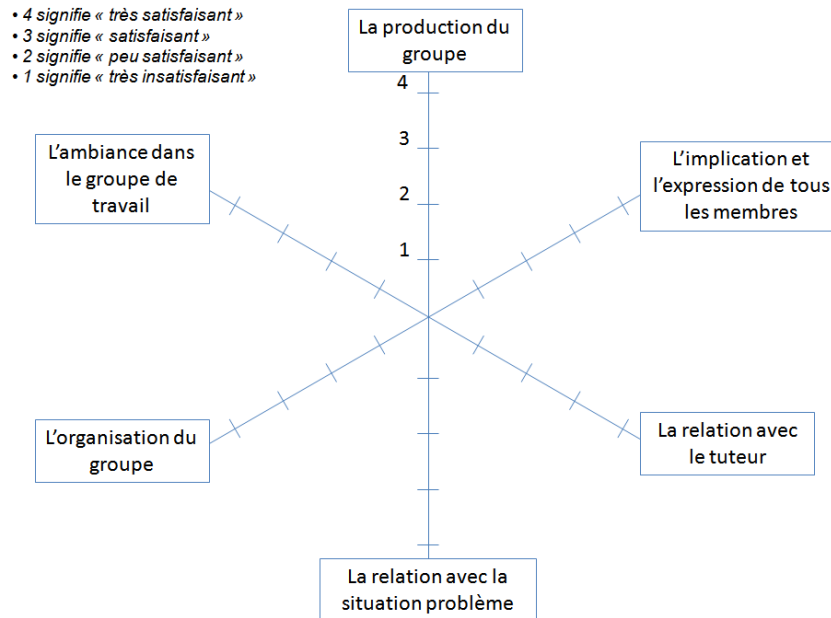 • 4 signifie « très satisfaisant »
• 3 signifie « satisfaisant »
• 2 signifie « peu satisfaisant »
• 1 signifie « très insatisfaisant »
La production du
groupe
4
3
2
1
L'ambiance dans
le groupe de
travail
L'implication et
l'expression de tous
les membres
L'organisation du
groupe
La relation avec
le tuteur
La relation avec la
situation problème